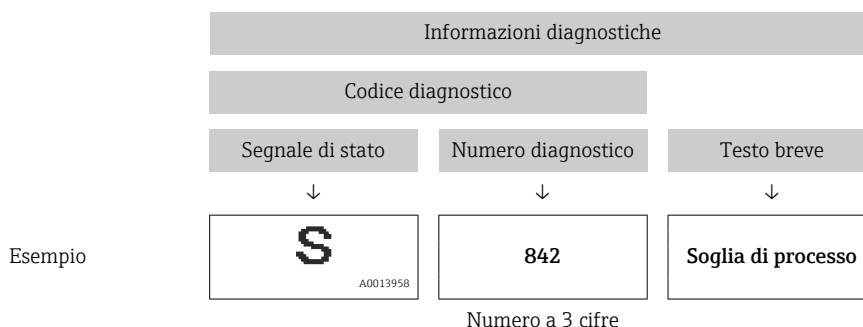 Informazioni diagnostiche
Codice diagnostico
Segnale di stato Numero diagnostico Testo breve
↓ ↓ ↓
Esempio S 842 Soglia di processo
A0013958
Numero a 3 cifre